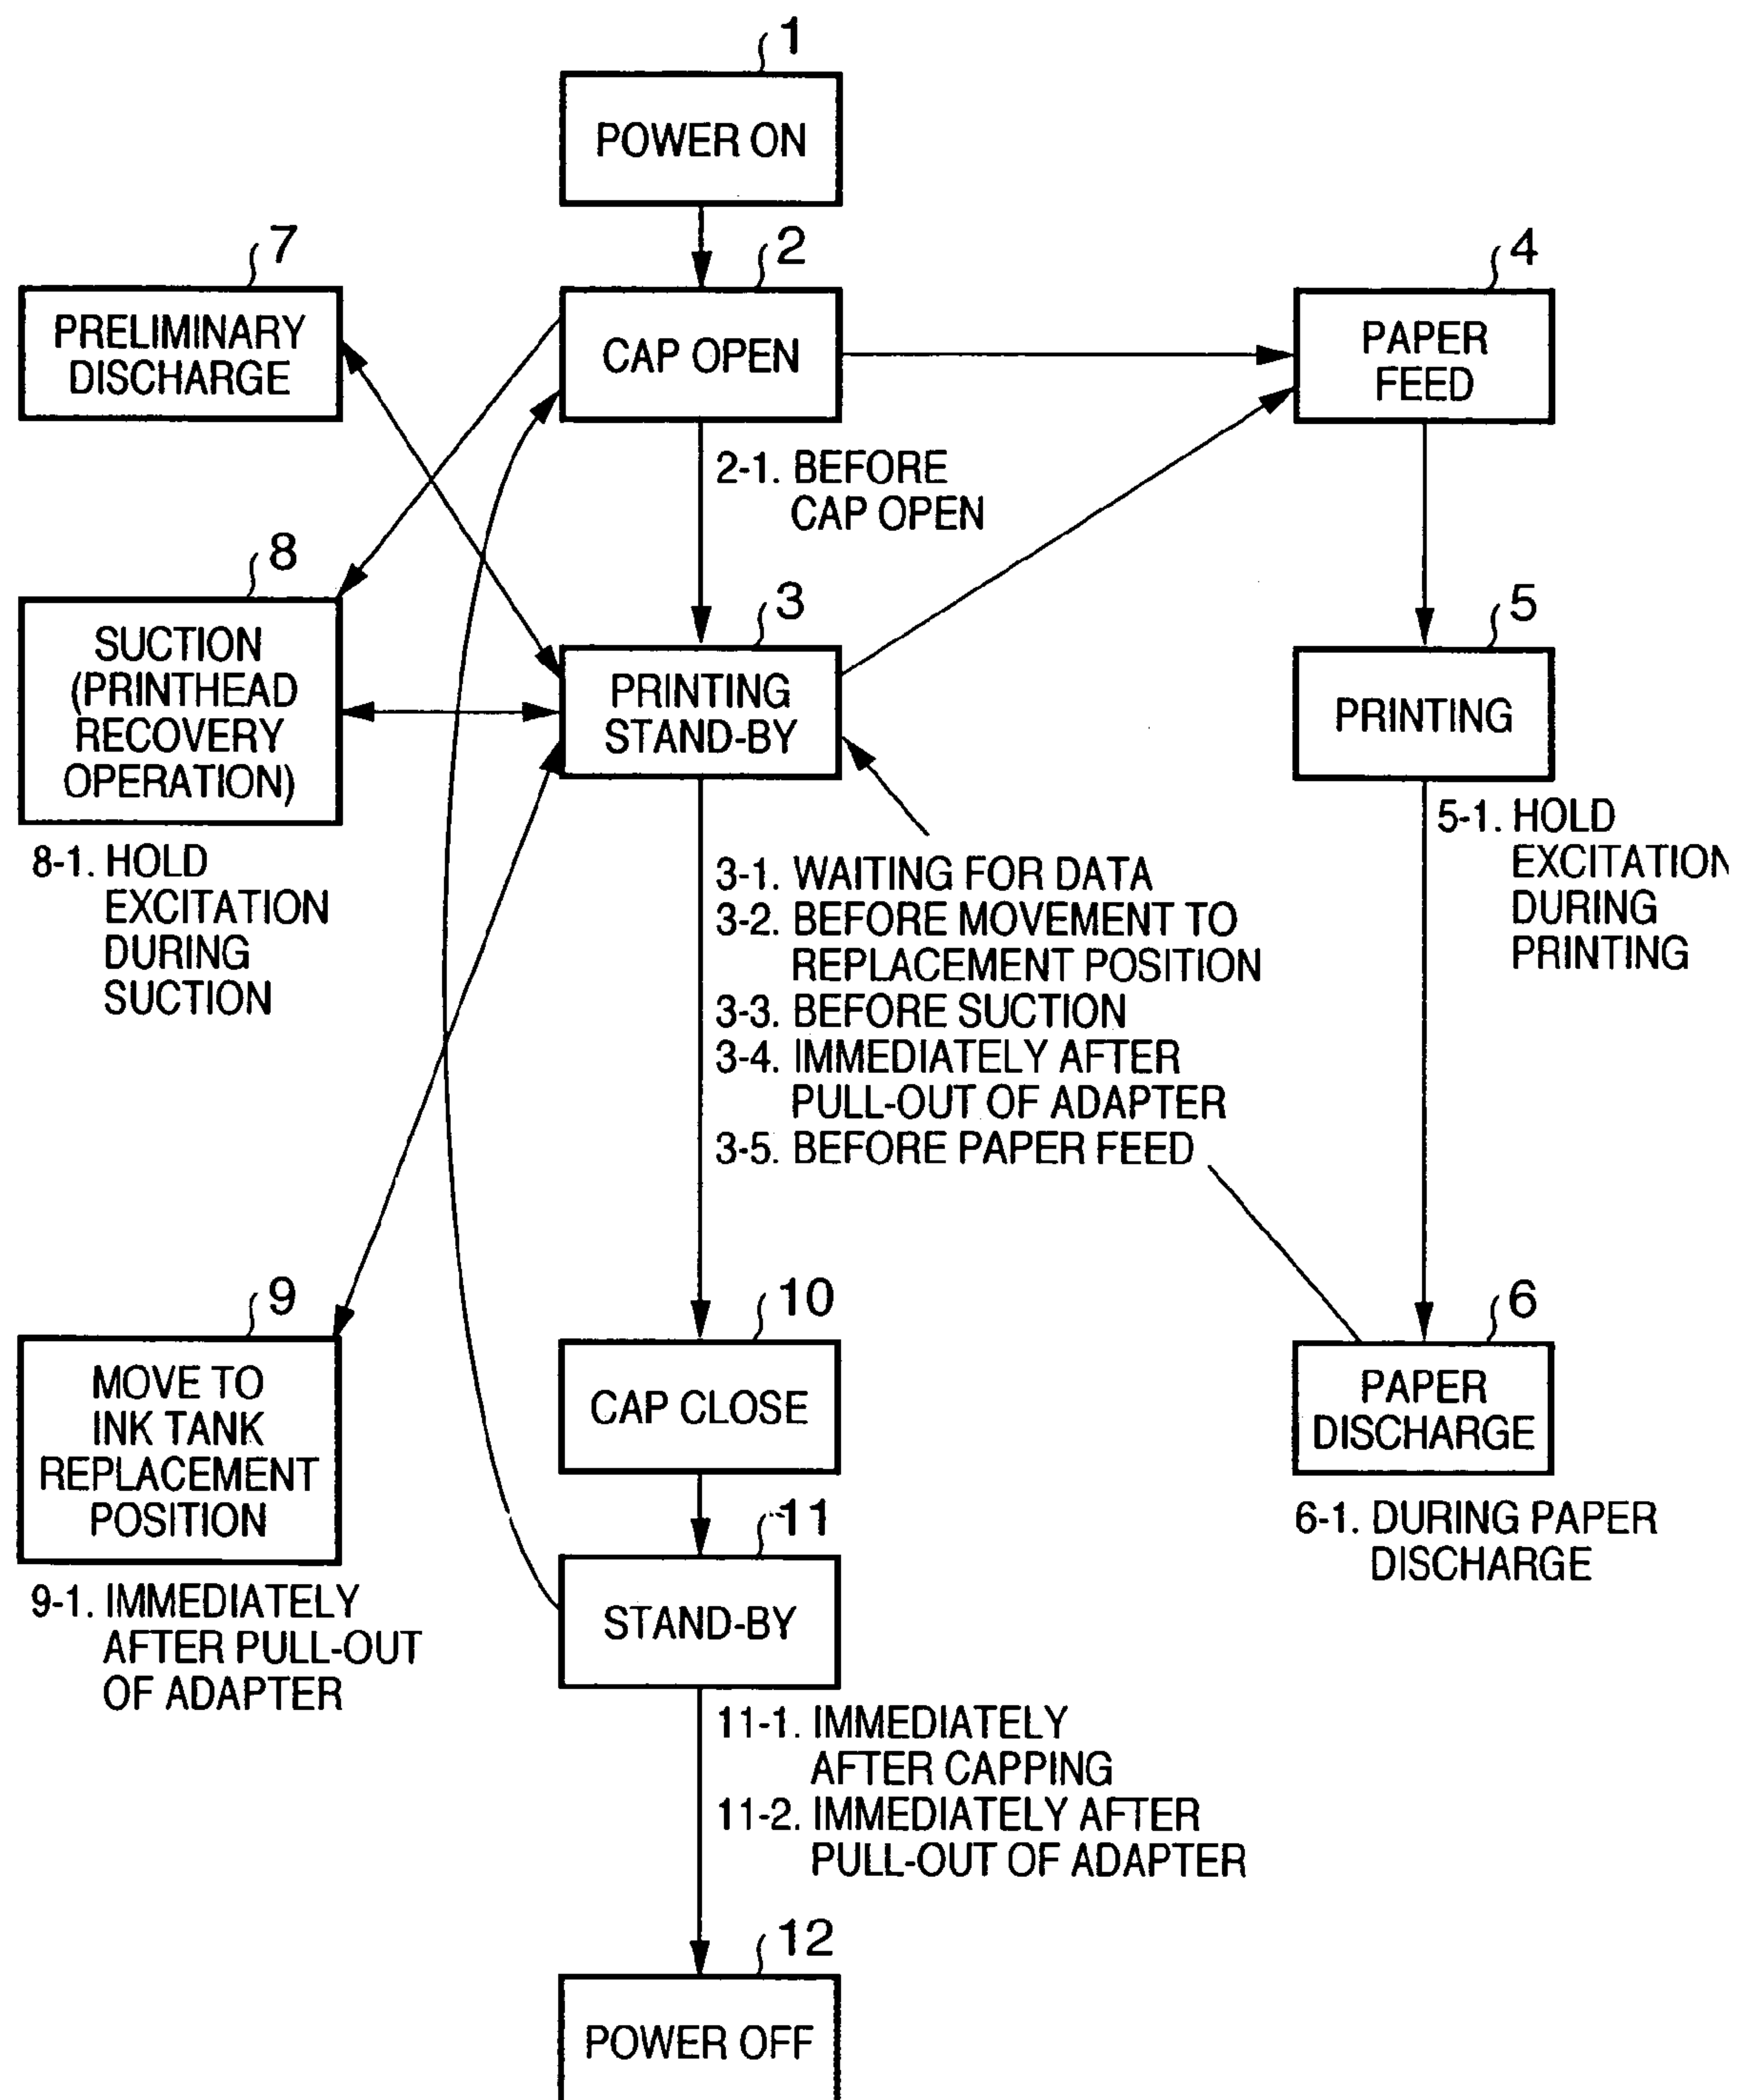 1
POWER ON
2
CAP OPEN
2-1. BEFORE
CAP OPEN
7
PRELIMINARY
DISCHARGE
4
PAPER
FEED
8
SUCTION
(PRINTHEAD
RECOVERY
OPERATION)
8-1. HOLD
EXCITATION
DURING
SUCTION
3
PRINTING
STAND-BY
3-1. WAITING FOR DATA
3-2. BEFORE MOVEMENT TO
REPLACEMENT POSITION
3-3. BEFORE SUCTION
3-4. IMMEDIATELY AFTER
PULL-OUT OF ADAPTER
3-5. BEFORE PAPER FEED
5
PRINTING
5-1. HOLD
EXCITATION
DURING
PRINTING
9
MOVE TO
INK TANK
REPLACEMENT
POSITION
9-1. IMMEDIATELY
AFTER PULL-OUT
OF ADAPTER
10
CAP CLOSE
6
PAPER
DISCHARGE
6-1. DURING PAPER
DISCHARGE
11
STAND-BY
11-1. IMMEDIATELY
AFTER CAPPING
11-2. IMMEDIATELY AFTER
PULL-OUT OF ADAPTER
12
POWER OFF